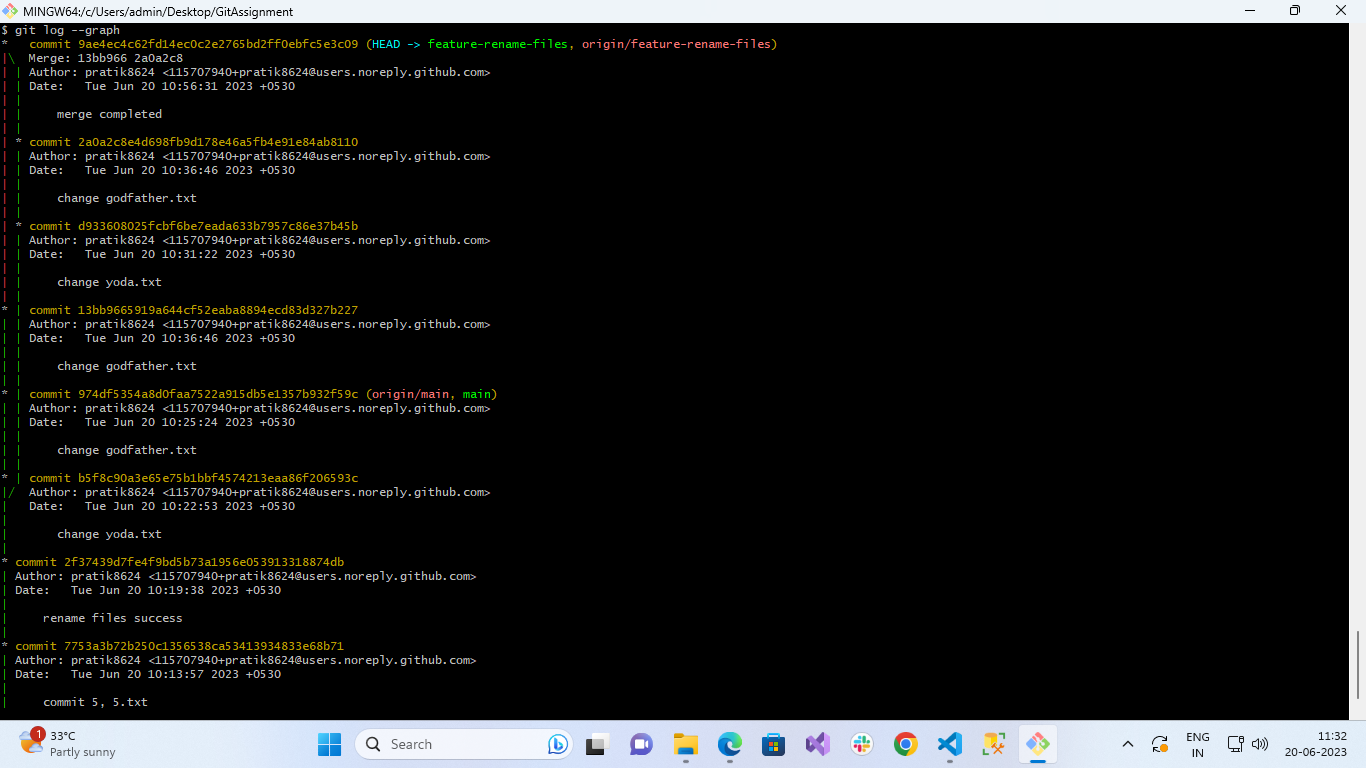 MINGW64:/c/Users/admin/Desktop/GitAssignment
$ git log --graph
*   commit 9ae4ec4c62fd14ec0c2e2765bd2ff0ebfc5e3c09 (HEAD -> feature-rename-files, origin/feature-rename-files)
|\  Merge: 13bb966 2a0a2c8
| | Author: pratik8624 <115707940+pratik8624@users.noreply.github.com>
| | Date:   Tue Jun 20 10:56:31 2023 +0530
| |
| |     merge completed
| |
| * commit 2a0a2c8e4d698fb9d178e46a5fb4e91e84ab8110
| | Author: pratik8624 <115707940+pratik8624@users.noreply.github.com>
| | Date:   Tue Jun 20 10:36:46 2023 +0530
| |
| |     change godfather.txt
| |
| * commit d933608025fcbf6be7eada633b7957c86e37b45b
| | Author: pratik8624 <115707940+pratik8624@users.noreply.github.com>
| | Date:   Tue Jun 20 10:31:22 2023 +0530
| |
| |     change yoda.txt
| |
* | commit 13bb9665919a644cf52eaba8894ecd83d327b227
| | Author: pratik8624 <115707940+pratik8624@users.noreply.github.com>
| | Date:   Tue Jun 20 10:36:46 2023 +0530
| |
| |     change godfather.txt
| |
* | commit 974df5354a8d0faa7522a915db5e1357b932f59c (origin/main, main)
| | Author: pratik8624 <115707940+pratik8624@users.noreply.github.com>
| | Date:   Tue Jun 20 10:25:24 2023 +0530
| |
| |     change godfather.txt
| |
* | commit b5f8c90a3e65e75b1bbf4574213eaa86f206593c
|/  Author: pratik8624 <115707940+pratik8624@users.noreply.github.com>
|   Date:   Tue Jun 20 10:22:53 2023 +0530
|
|       change yoda.txt
|
* commit 2f37439d7fe4f9bd5b73a1956e053913318874db
| Author: pratik8624 <115707940+pratik8624@users.noreply.github.com>
| Date:   Tue Jun 20 10:19:38 2023 +0530
|
|     rename files success
|
* commit 7753a3b72b250c1356538ca53413934833e68b71
| Author: pratik8624 <115707940+pratik8624@users.noreply.github.com>
| Date:   Tue Jun 20 10:13:57 2023 +0530
|
|     commit 5, 5.txt
1
33°C
Partly sunny
Search
ENG
IN
11:32
20-06-2023